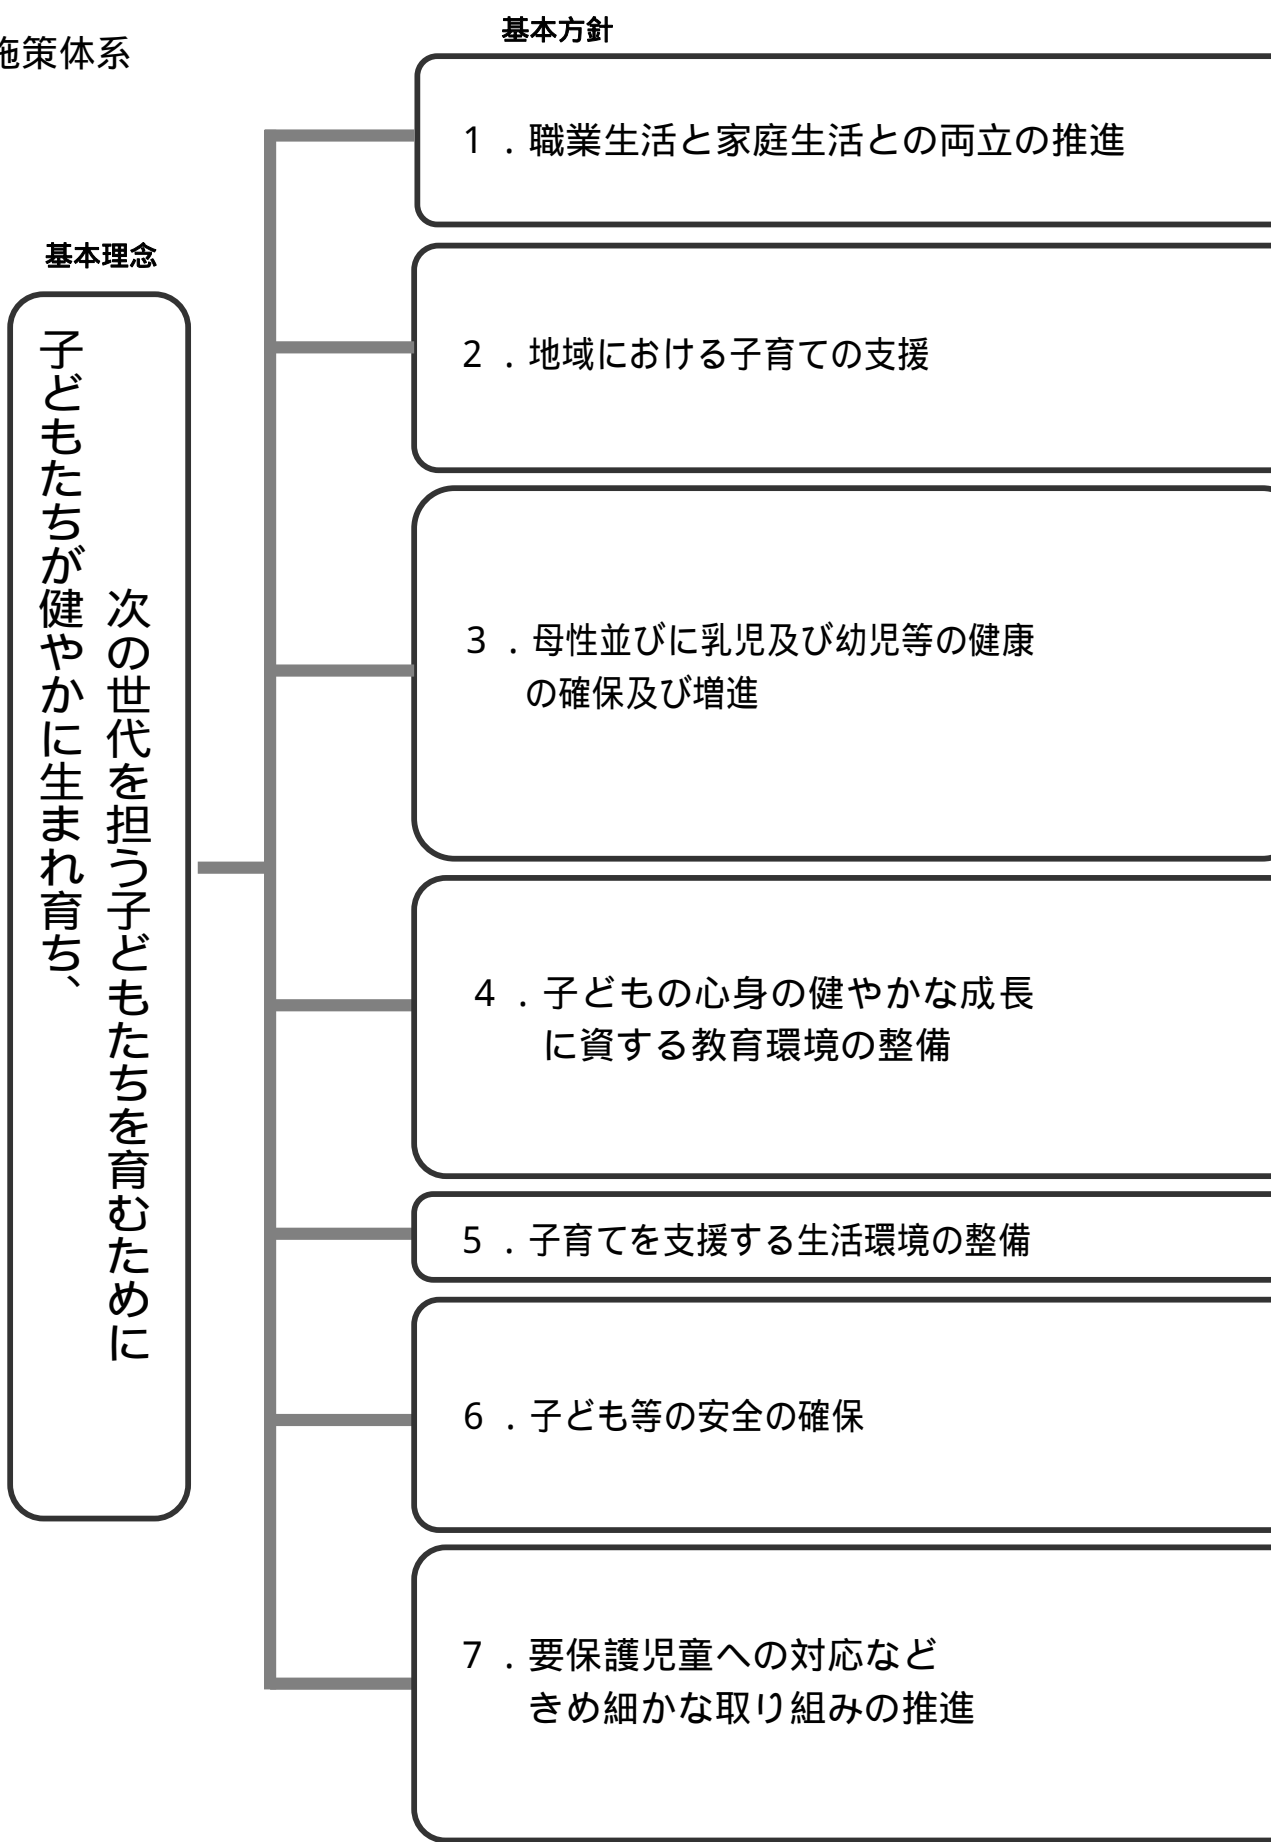 施策体系
基本方針
基本理念
子どもたちが健やかに生まれ育ち、
次の世代を担う子どもたちを育むために
1．職業生活と家庭生活との両立の推進
2．地域における子育ての支援
3．母性並びに乳児及び幼児等の健康
の確保及び増進
4．子どもの心身の健やかな成長
に資する教育環境の整備
5．子育てを支援する生活環境の整備
6．子ども等の安全の確保
7．要保護児童への対応など
きめ細かな取り組みの推進